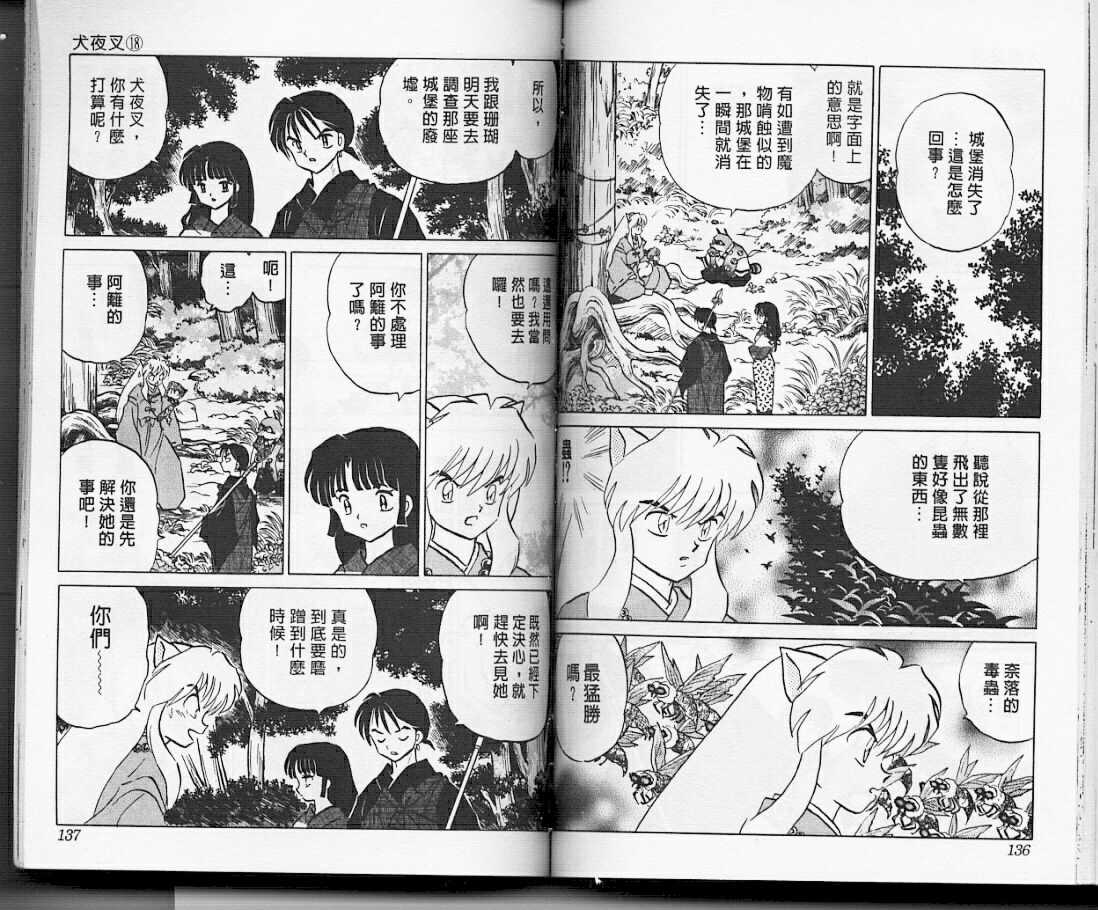 犬夜叉⑱
城堡消失了
…這是怎麼
回事？
就是字面上
的意思啊！
有如遭到魔
物啃蝕似的
，那城堡在
一瞬間就消
失了…
聽說從那裡
飛出了無數
隻好像昆蟲
的東西…
蟲!?
奈落的
毒蟲…
最猛勝
嗎？
136
所以，
我跟珊瑚
明天要去
調查那座
城堡的廢
墟。
犬夜叉，
你有什麼
打算呢？
這還用問
嗎？我當
然也要去
囉！
你不處理
阿籬的事
了嗎？
呃！
這…
阿籬的
事…
你還是先
解決她的
事吧！
既然已經下
定決心，就
趕快去見她
啊！
真是的，
到底要磨
蹭到什麼
時候！
你們～～～
137